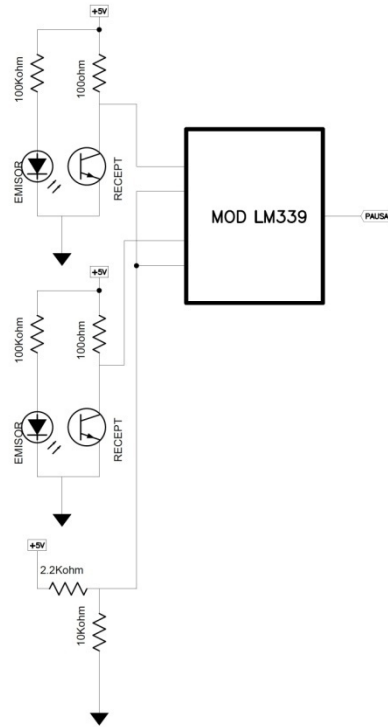 +5V
100Kohm
100ohm
EMISOR
RECEPT
MOD LM339
PAUSA
+5V
100Kohm
100ohm
EMISOR
RECEPT
+5V
2.2Kohm
10Kohm